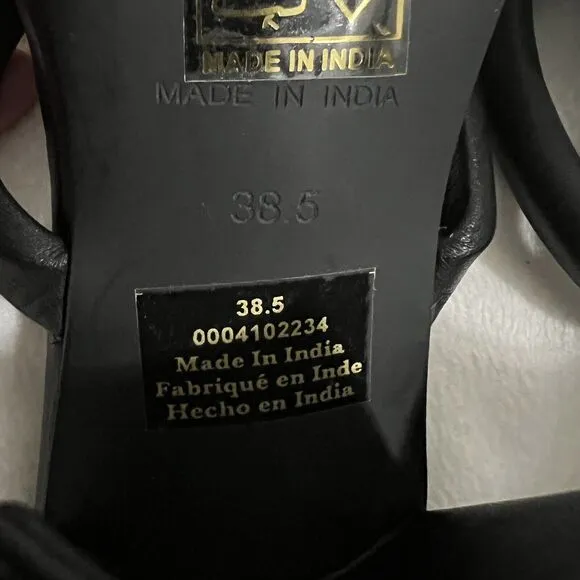 MADE IN INDIA
MADE IN INDIA
38.5
38.5
0004102234
Made In India
Fabriqué en Inde
Hecho en India